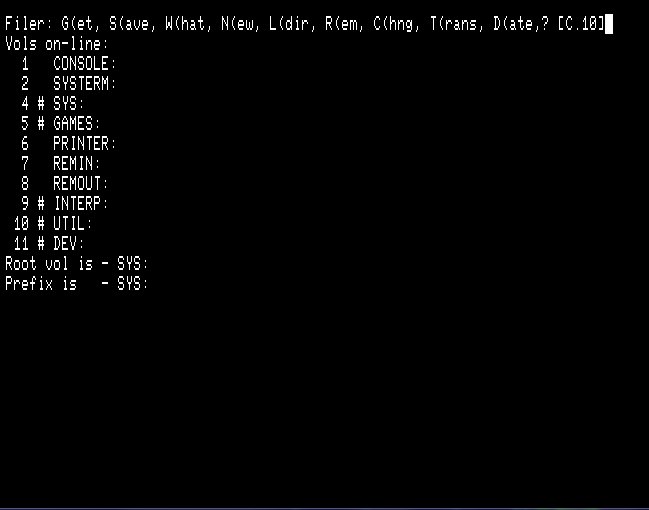 Filer: G(et, S(ave, W(hat, N(ew, L(dir, R(em, C(hng, T(rans, D(ate,? [C.10]
Vols on-line:
  1   CONSOLE:
  2   SYSTERM:
  4 # SYS:
  5 # GAMES:
  6   PRINTER:
  7   REMIN:
  8   REMOUT:
  9 # INTERP:
 10 # UTIL:
 11 # DEV:
Root vol is - SYS:
Prefix is   - SYS: